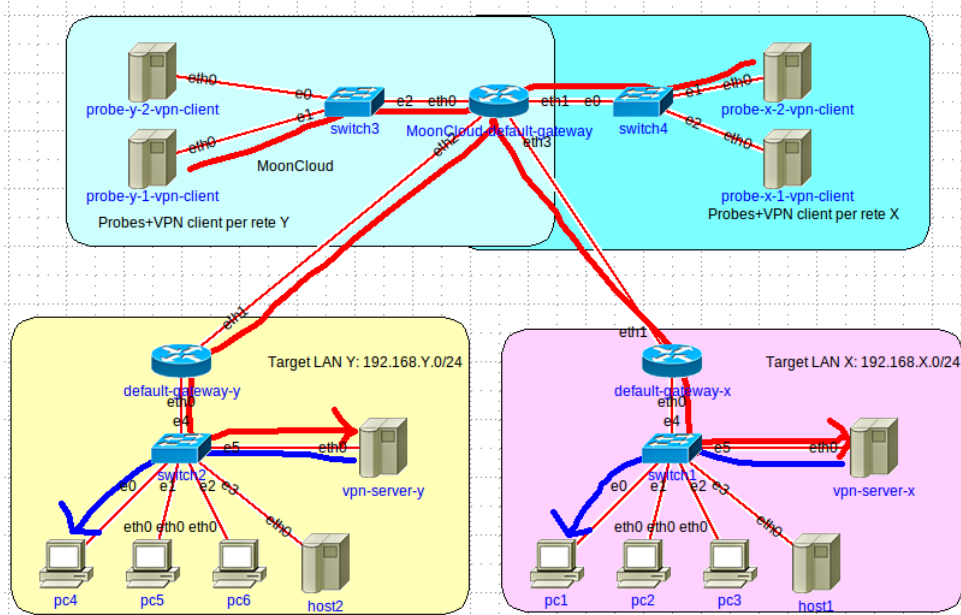 eth0
e0
probe-y-2-vpn-client
e2
eth0
switch3
MoonCloud-default-gateway
eth1
e0
e1
eth0
switch4
probe-x-2-vpn-client
e1
eth0
MoonCloud
probe-y-1-vpn-client
Probes+VPN client per rete Y
eth2
eth3
e2
eth0
probe-x-1-vpn-client
Probes+VPN client per rete X
eth1
Target LAN Y: 192.168.Y.0/24
default-gateway-y
eth0
e4
e5
eth0
switch2
vpn-server-y
e0
e1
e2
e3
eth0
eth0
eth0
eth0
pc4
pc5
pc6
host2
eth1
Target LAN X: 192.168.X.0/24
default-gateway-x
eth0
e4
e5
eth0
switch1
vpn-server-x
e0
e1
e2
e3
eth0
eth0
eth0
eth0
pc1
pc2
pc3
host1